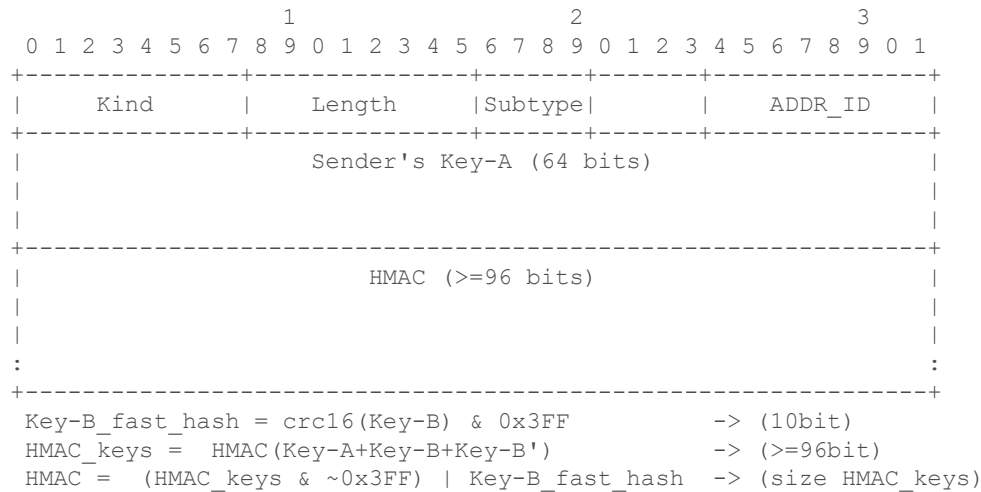 1                   2                   3
 0 1 2 3 4 5 6 7 8 9 0 1 2 3 4 5 6 7 8 9 0 1 2 3 4 5 6 7 8 9 0 1
+---------------+---------------+-------+-------+---------------+
|     Kind      |    Length     |Subtype|       |    ADDR_ID    |
+---------------+---------------+-------+-------+---------------+
|                   Sender's Key-A (64 bits)                    |
|                                                               |
|                                                               |
+---------------------------------------------------------------+
|                       HMAC (>=96 bits)                        |
|                                                               |
|                                                               |
:                                                               :
+---------------------------------------------------------------+
Key-B_fast_hash = crc16(Key-B) & 0x3FF          -> (10bit)
HMAC_keys =  HMAC(Key-A+Key-B+Key-B')           -> (>=96bit)
HMAC =  (HMAC_keys & ~0x3FF) | Key-B_fast_hash  -> (size HMAC_keys)